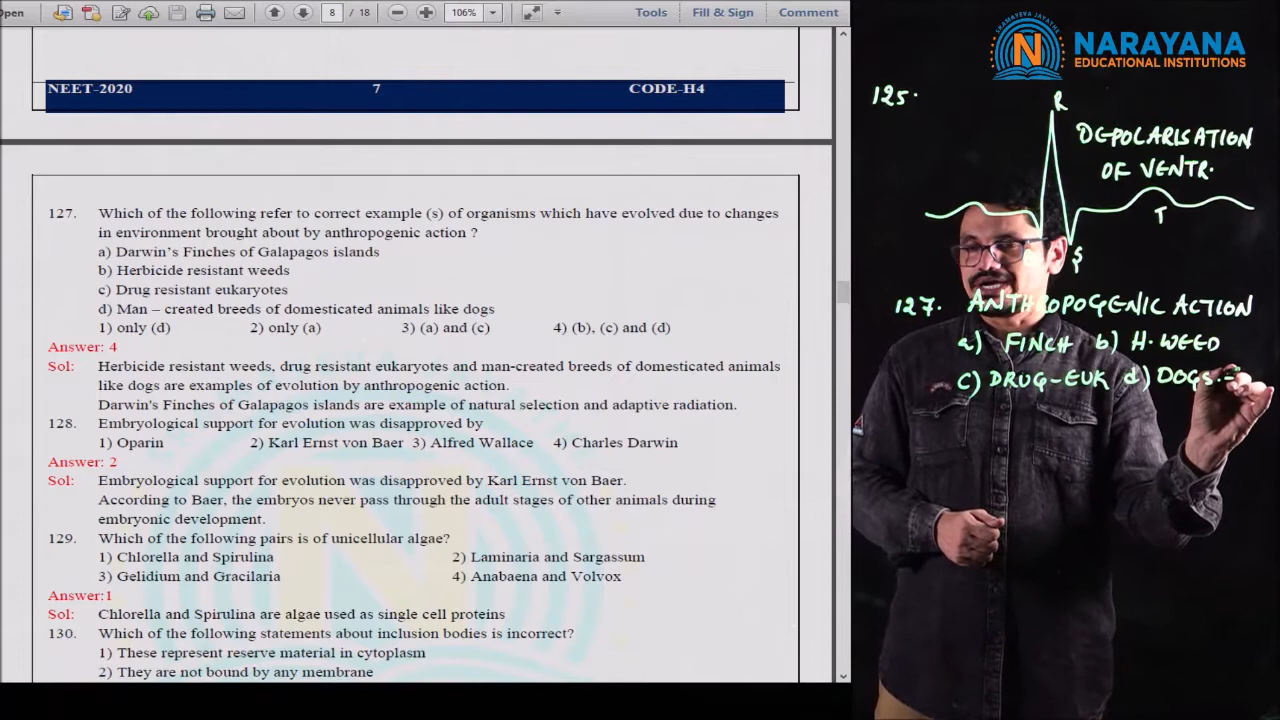 Open
8 / 18
106%
Tools
Fill & Sign
Comment
NEET-2020 7 CODE-H4
127. Which of the following refer to correct example (s) of organisms which have evolved due to changes
in environment brought about by anthropogenic action ?
a) Darwin's Finches of Galapagos islands
b) Herbicide resistant weeds
c) Drug resistant eukaryotes
d) Man – created breeds of domesticated animals like dogs
1) only (d) 2) only (a) 3) (a) and (c) 4) (b), (c) and (d)
Answer: 4
Sol: Herbicide resistant weeds, drug resistant eukaryotes and man-created breeds of domesticated animals
like dogs are examples of evolution by anthropogenic action.
Darwin's Finches of Galapagos islands are example of natural selection and adaptive radiation.
128. Embryological support for evolution was disapproved by
1) Oparin 2) Karl Ernst von Baer 3) Alfred Wallace 4) Charles Darwin
Answer: 2
Sol: Embryological support for evolution was disapproved by Karl Ernst von Baer.
According to Baer, the embryos never pass through the adult stages of other animals during
embryonic development.
129. Which of the following pairs is of unicellular algae?
1) Chlorella and Spirulina 2) Laminaria and Sargassum
3) Gelidium and Gracilaria 4) Anabaena and Volvox
Answer:1
Sol: Chlorella and Spirulina are algae used as single cell proteins
130. Which of the following statements about inclusion bodies is incorrect?
1) These represent reserve material in cytoplasm
2) They are not bound by any membrane
SRAMAYEVA JAYATHE
N
NARAYANA
EDUCATIONAL INSTITUTIONS
125.
R
DEPOLARISATION
OF VENTR.
T
S
127. ANTHROPOGENIC ACTION
a) FINCH b) H. WEED
c) DRUG-EUK d) DOGS.